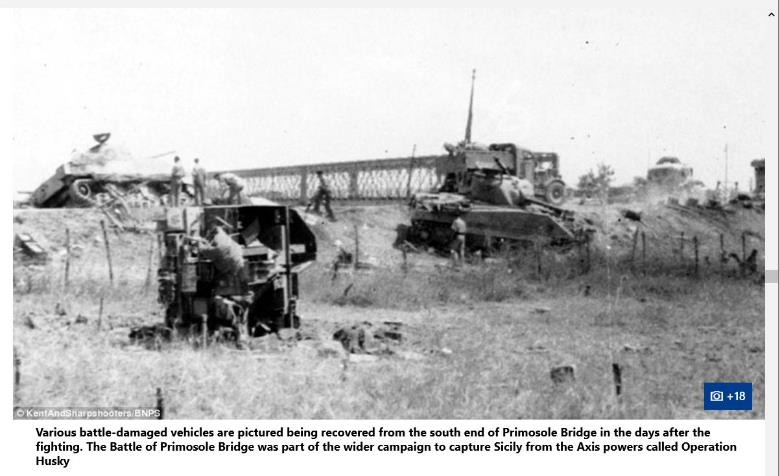 +18
© KentAndSharpshooters/BNPS
Various battle-damaged vehicles are pictured being recovered from the south end of Primosole Bridge in the days after the
fighting. The Battle of Primosole Bridge was part of the wider campaign to capture Sicily from the Axis powers called Operation
Husky